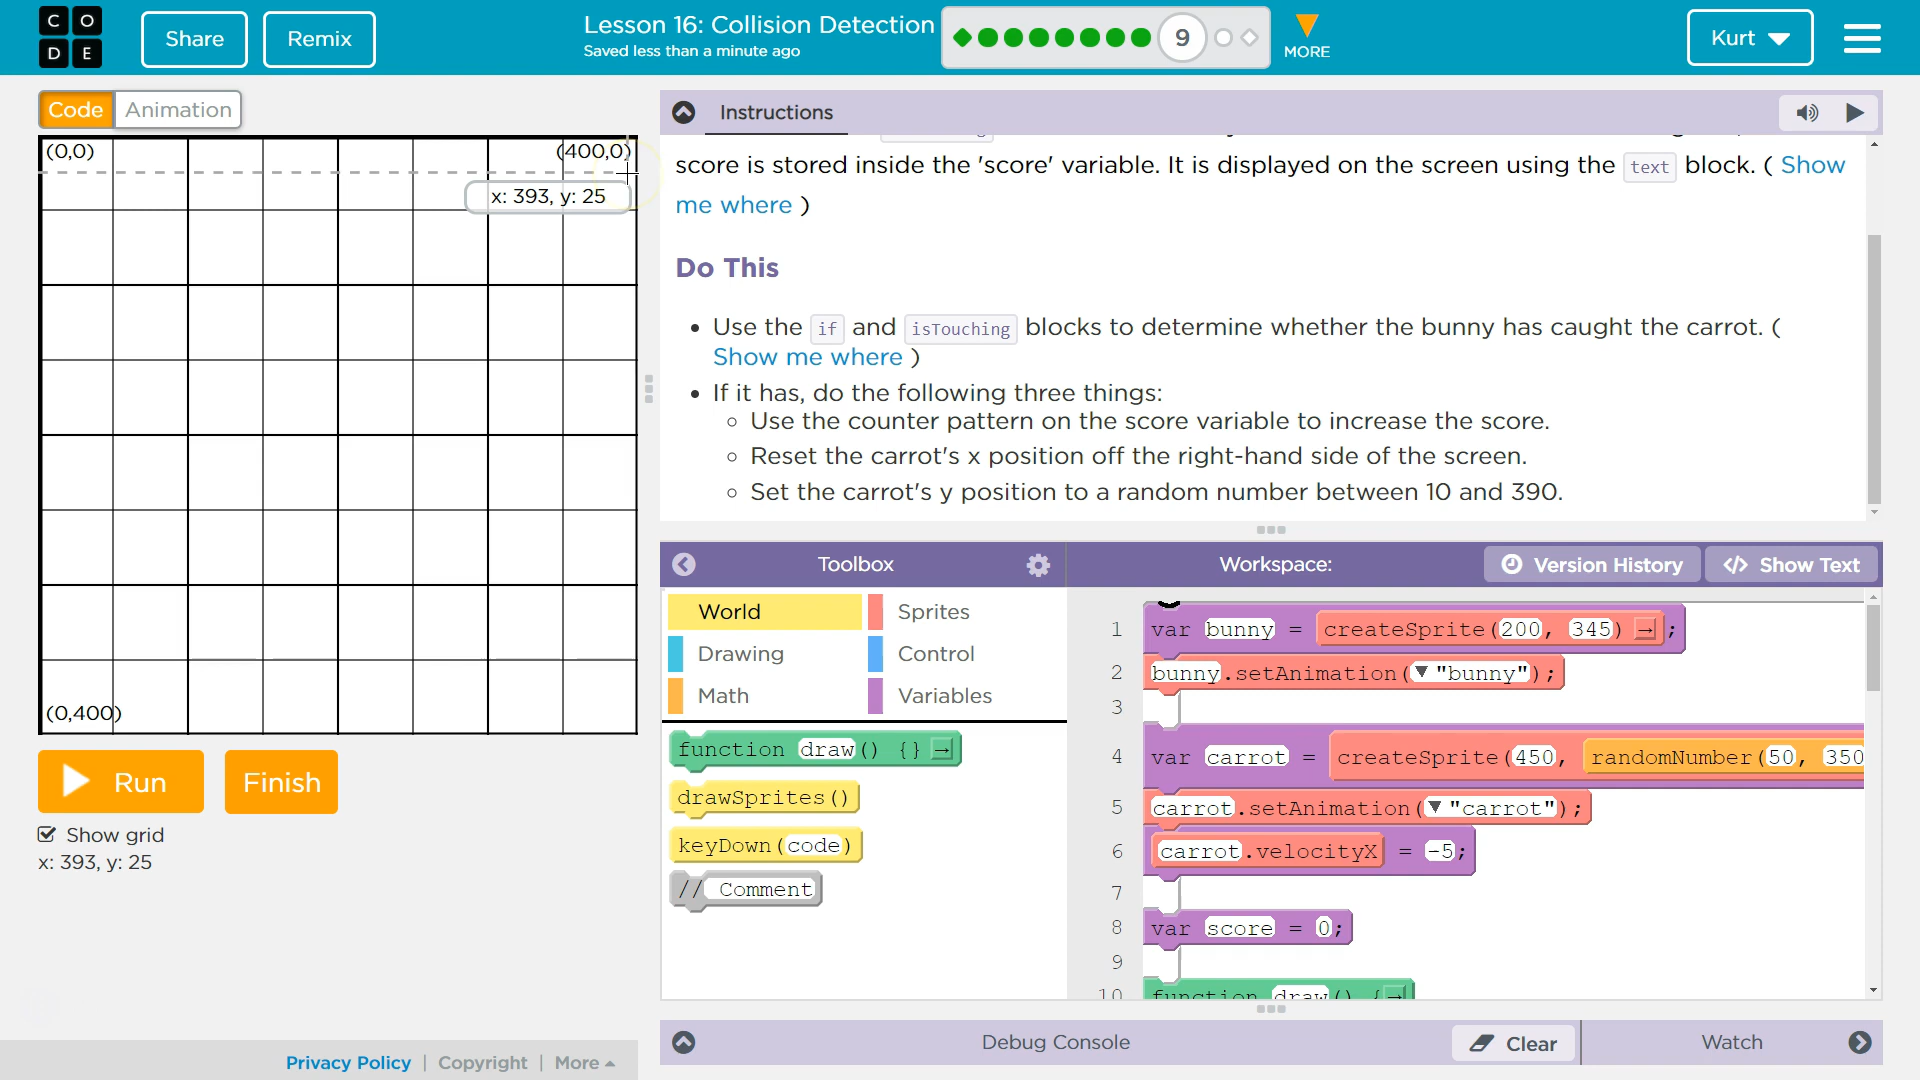 C O
D E
Share
Remix
Lesson 16: Collision Detection
Saved less than a minute ago
9
MORE
Kurt
Code
Animation
Instructions
(0,0)
(400,0)
x: 393, y: 25
(0,400)
score is stored inside the 'score' variable. It is displayed on the screen using the text block. ( Show
me where )
Do This
Use the if and isTouching blocks to determine whether the bunny has caught the carrot. (
Show me where )
If it has, do the following three things:
Use the counter pattern on the score variable to increase the score.
Reset the carrot's x position off the right-hand side of the screen.
Set the carrot's y position to a random number between 10 and 390.
Run
Finish
Show grid
x: 393, y: 25
Toolbox
Workspace:
Version History
</> Show Text
World
Sprites
Drawing
Control
Math
Variables
function draw() {}
drawSprites()
keyDown(code)
// Comment
1 var bunny = createSprite(200, 345);
2 bunny.setAnimation("bunny");
3
4 var carrot = createSprite(450, randomNumber(50, 350
5 carrot.setAnimation("carrot");
6 carrot.velocityX = -5;
7
8 var score = 0;
9
10 function draw() {
Debug Console
Clear
Watch
Privacy Policy | Copyright | More